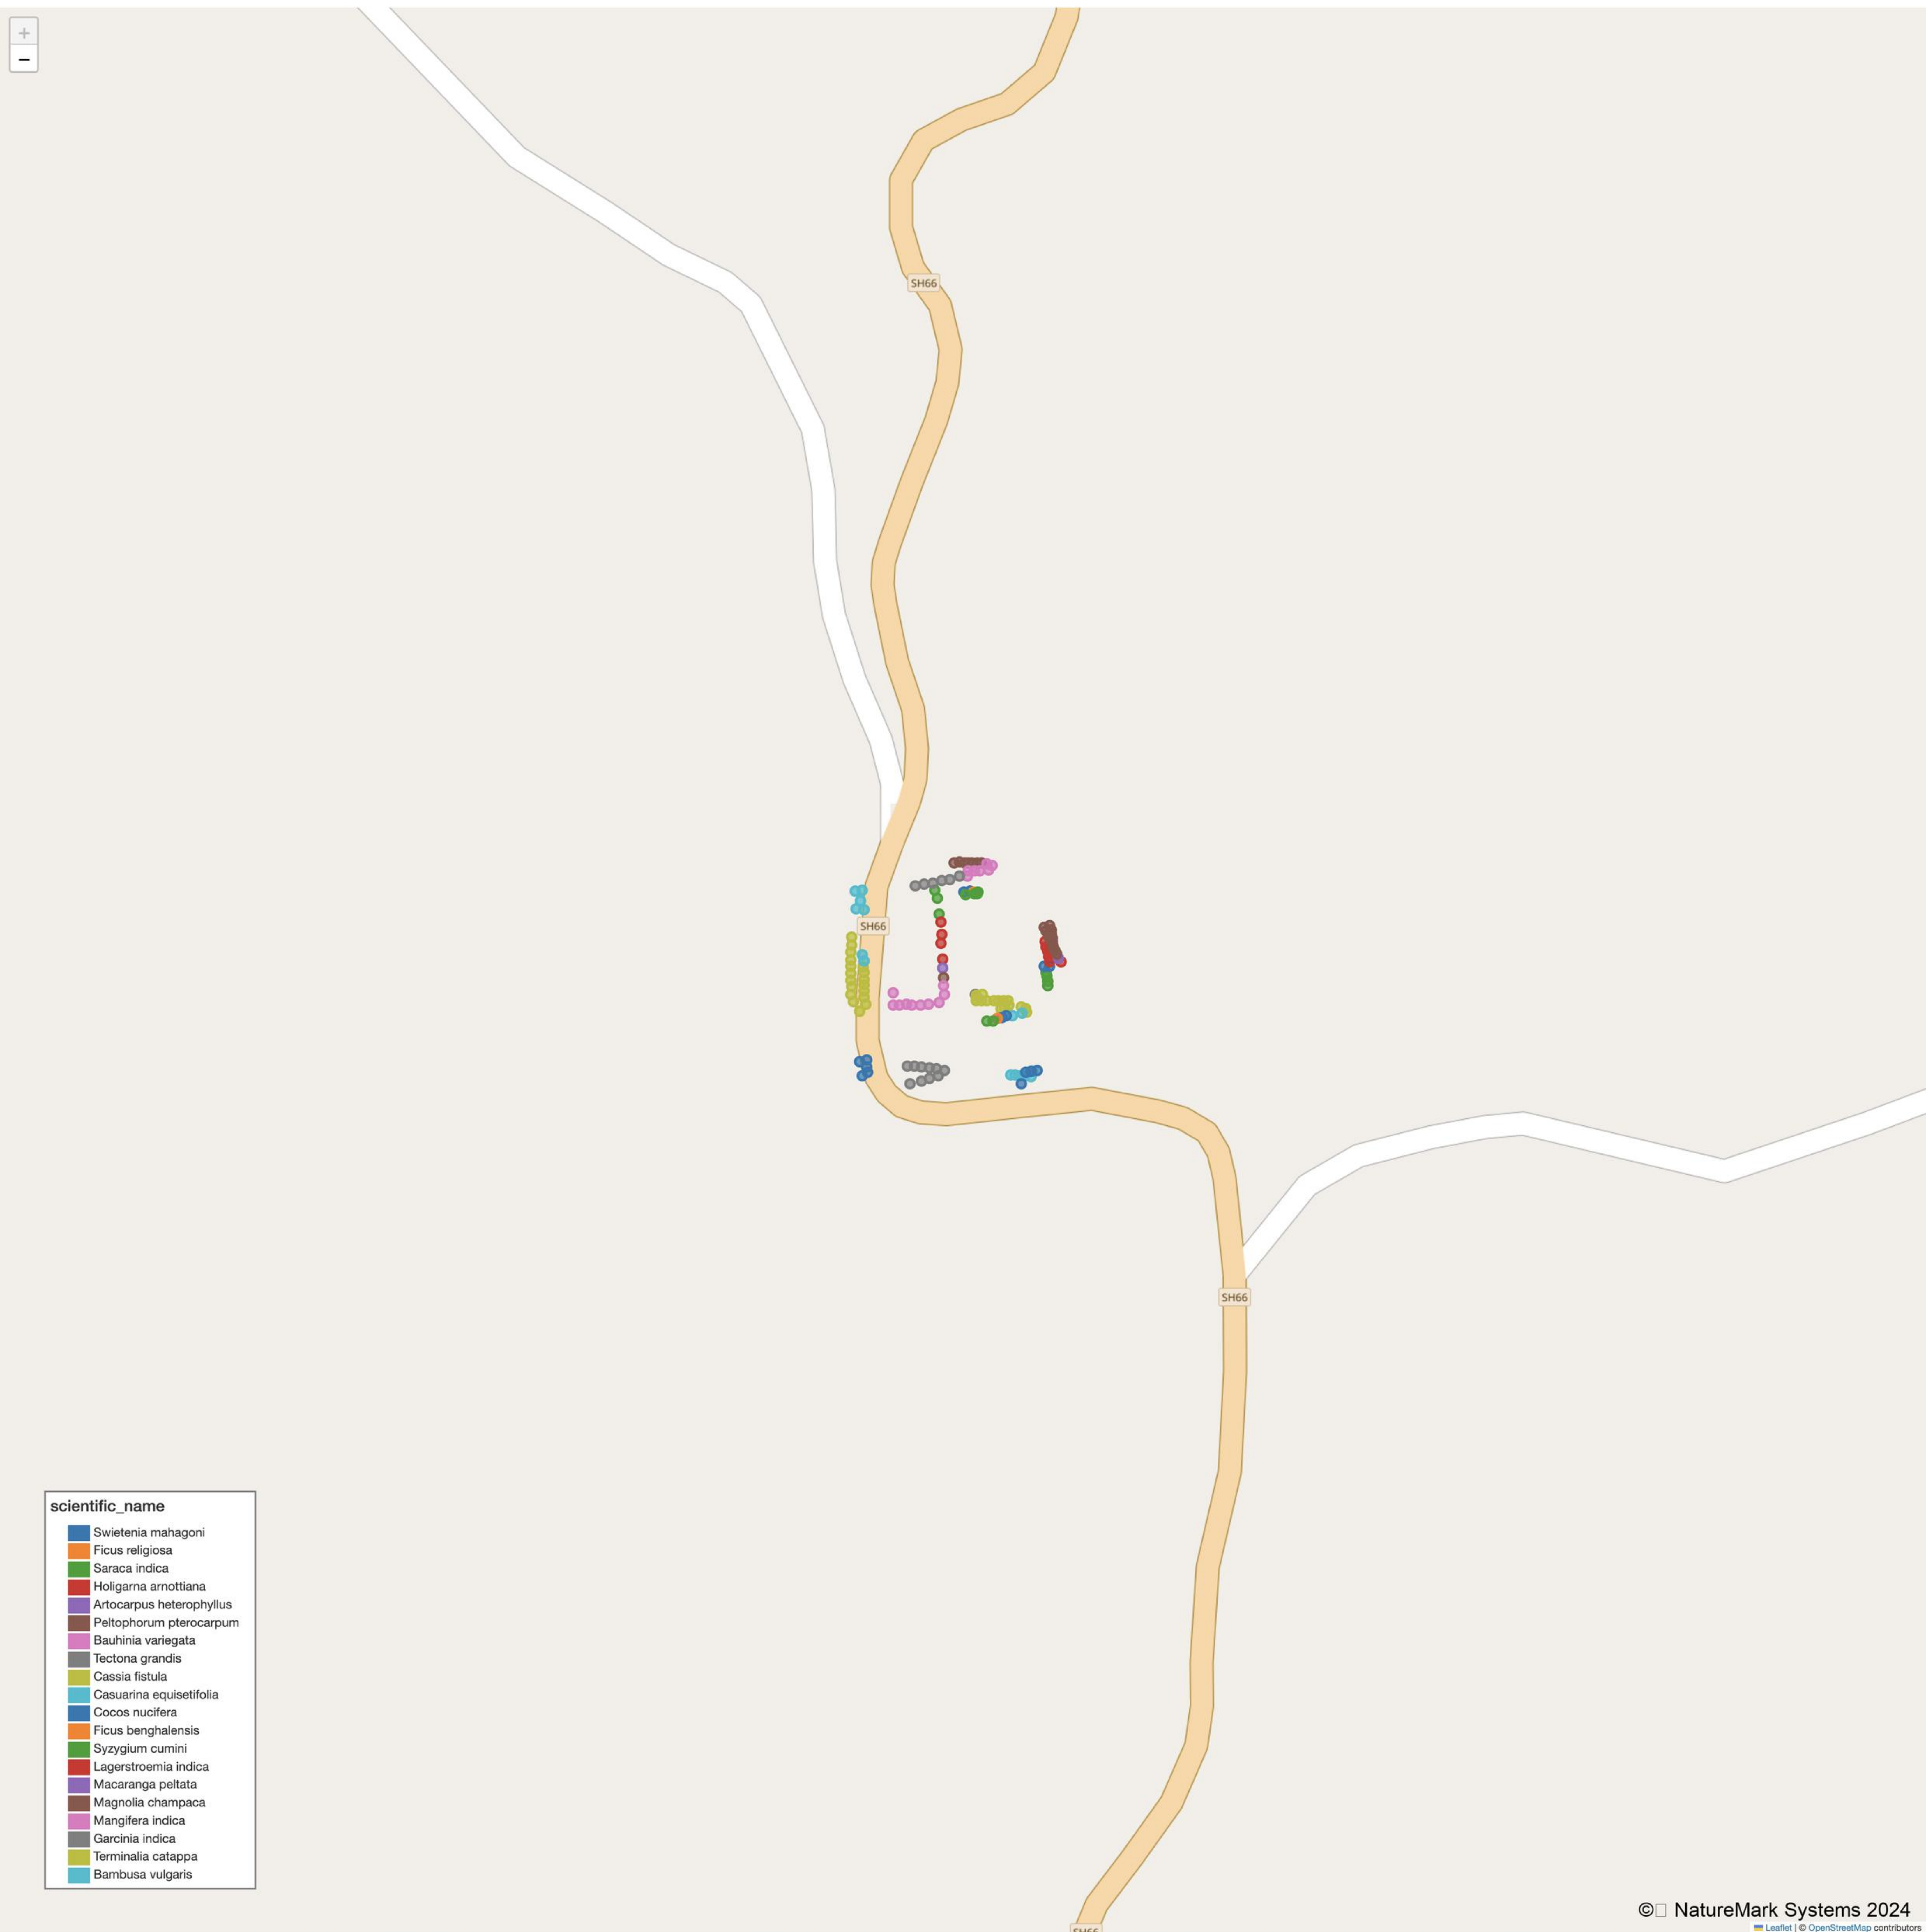 +
−
SH66
SH66
SH66
scientific_name
Swietenia mahagoni
Ficus religiosa
Saraca indica
Holigarna arnottiana
Artocarpus heterophyllus
Peltophorum pterocarpum
Bauhinia variegata
Tectona grandis
Cassia fistula
Casuarina equisetifolia
Cocos nucifera
Ficus benghalensis
Syzygium cumini
Lagerstroemia indica
Macaranga peltata
Magnolia champaca
Mangifera indica
Garcinia indica
Terminalia catappa
Bambusa vulgaris
© NatureMark Systems 2024
SH66
Leaflet | © OpenStreetMap contributors